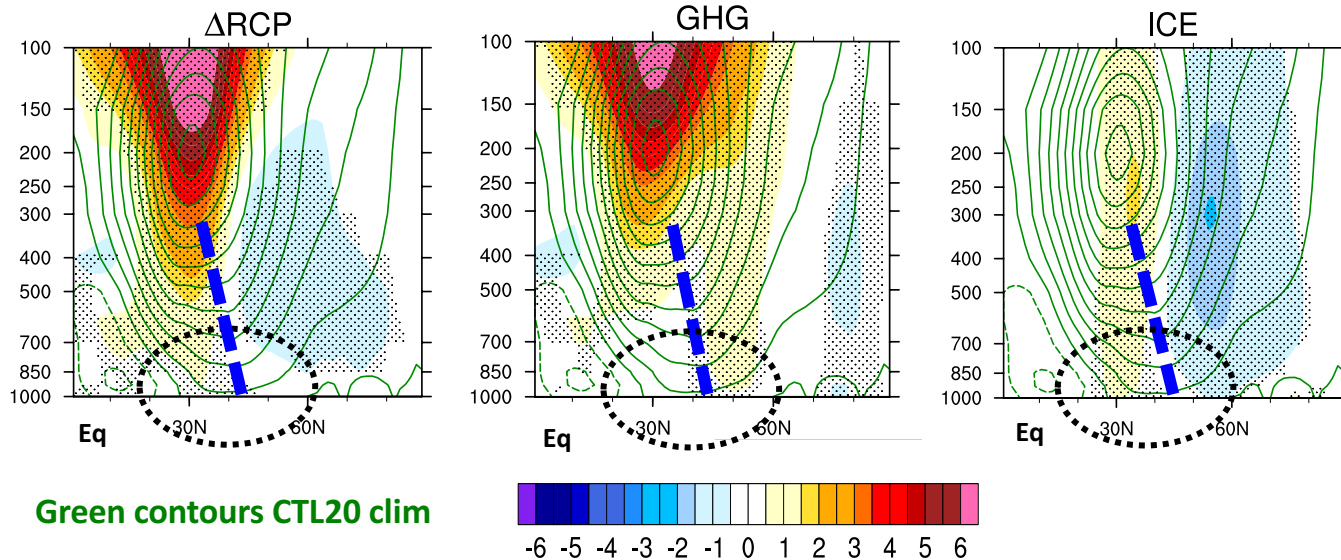 ΔRCP GHG ICE
100 100 100
150 150 150
200 200 200
250 250 250
300 300 300
400 400 400
500 500 500
700 700 700
850 850 850
1000 1000 1000
30N 60N 30N 60N 30N 60N
Eq Eq Eq
Green contours CTL20 clim
-6 -5 -4 -3 -2 -1 0 1 2 3 4 5 6